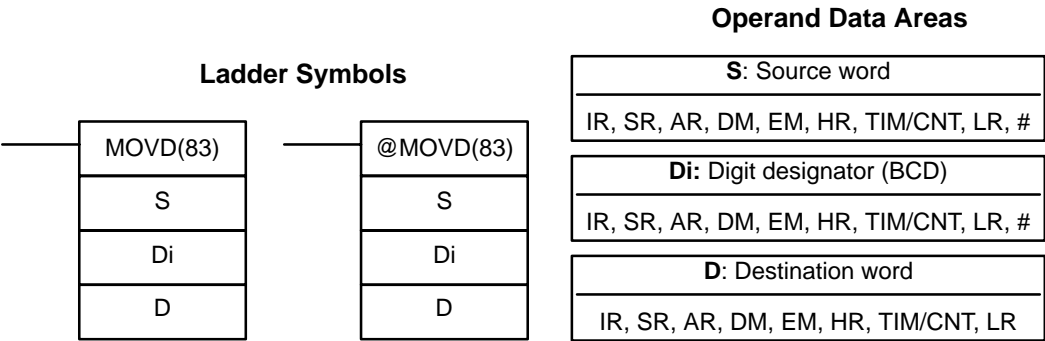 Operand Data Areas
Ladder Symbols
MOVD(83)
S
Di
D
@MOVD(83)
S
Di
D
S: Source word
IR, SR, AR, DM, EM, HR, TIM/CNT, LR, #
Di: Digit designator (BCD)
IR, SR, AR, DM, EM, HR, TIM/CNT, LR, #
D: Destination word
IR, SR, AR, DM, EM, HR, TIM/CNT, LR